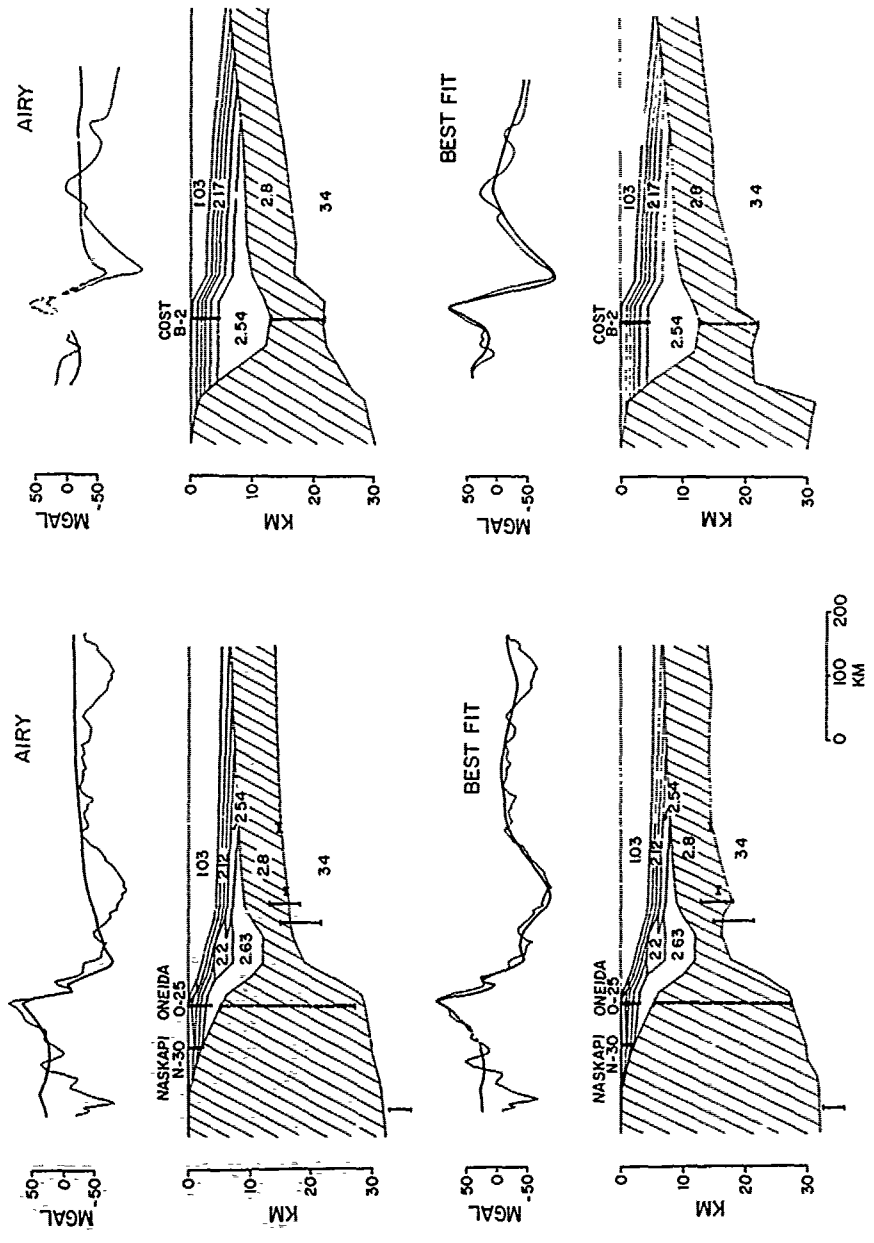 AIRY
MGAL
50
0
-50
NASKAPI
N-30
ONEIDA
O-25
KM
0
10
20
30
1.03
2.12
2.2
2.54
2.63
2.8
3.4
BEST FIT
MGAL
50
0
-50
NASKAPI
N-30
ONEIDA
O-25
KM
0
10
20
30
1.03
2.12
2.2
2.54
2.63
2.8
3.4
0
100
200
KM
AIRY
MGAL
50
0
-50
COST
B-2
KM
0
10
20
30
1.03
2.17
2.54
2.8
3.4
BEST FIT
MGAL
50
0
-50
COST
B-2
KM
0
10
20
30
1.03
2.17
2.54
2.8
3.4